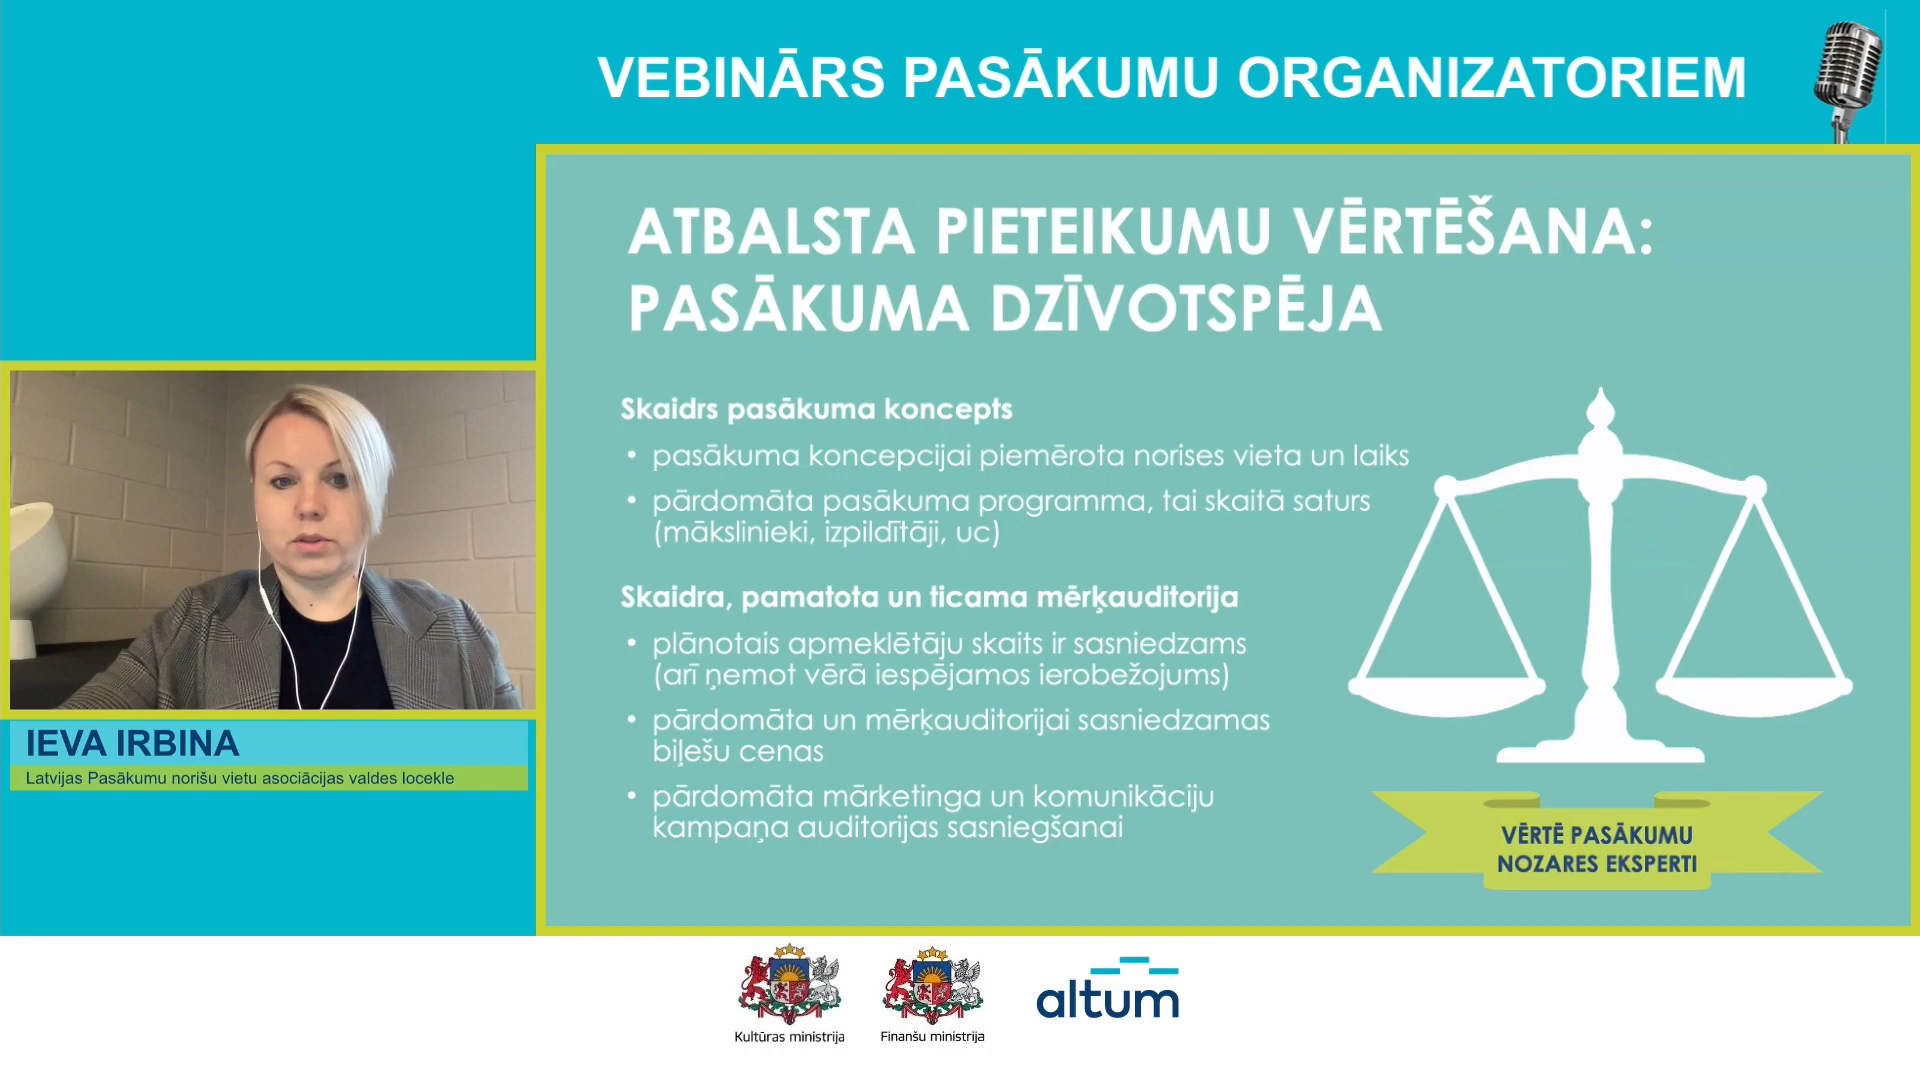 VEBINĀRS PASĀKUMU ORGANIZATORIEM
ATBALSTA PIETEIKUMU VĒRTĒŠANA:
PASĀKUMA DZĪVOTSPĒJA
Skaidrs pasākuma koncepts
• pasākuma koncepcijai piemērota norises vieta un laiks
• pārdomāta pasākuma programma, tai skaitā saturs
(mākslinieki, izpildītāji, uc)
Skaidra, pamatota un ticama mērķauditorija
• plānotais apmeklētāju skaits ir sasniedzams
(arī ņemot vērā iespējamos ierobežojums)
• pārdomāta un mērķauditorijai sasniedzamas
biļešu cenas
• pārdomāta mārketinga un komunikāciju
kampaņa auditorijas sasniegšanai
VĒRTĒ PASĀKUMU
NOZARES EKSPERTI
IEVA IRBINA
Latvijas Pasākumu norišu vietu asociācijas valdes locekle
Kultūras ministrija
Finanšu ministrija
altum